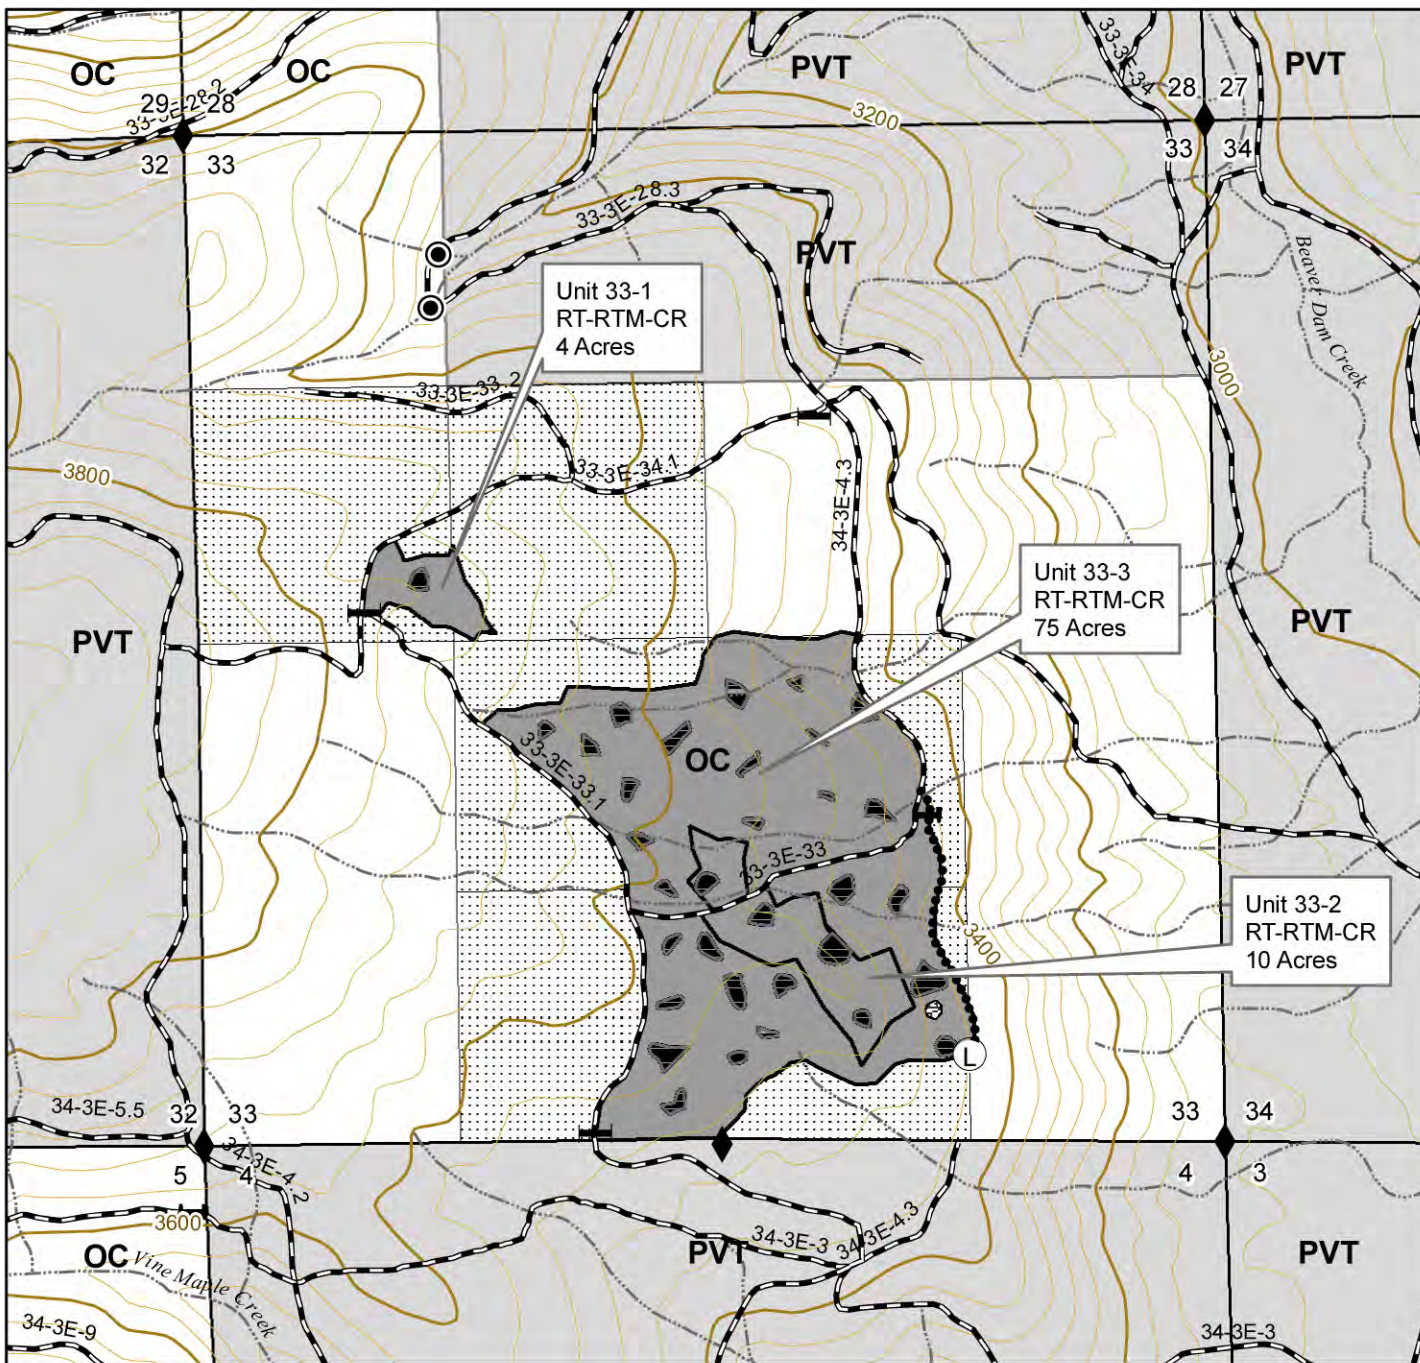 OC
OC
PVT
33-3E-34
PVT
29
28
33-3E-28.2
28
27
3200
32
33
33
34
33-3E-28.3
PVT
Beaver Dam Creek
Unit 33-1
RT-RTM-CR
4 Acres
3000
33-3E-33.2
33-3E-34.1
3800
34-3E-4.3
Unit 33-3
RT-RTM-CR
75 Acres
PVT
PVT
OC
33-3E-33.1
33-3E-33
Unit 33-2
RT-RTM-CR
10 Acres
3400
L
34-3E-5.5
32
33
33
34
34-3E-4.2
5
4
4
3
3600
OC
Vine Maple Creek
34-3E-3
34-3E-4.3
PVT
PVT
34-3E-9
34-3E-3